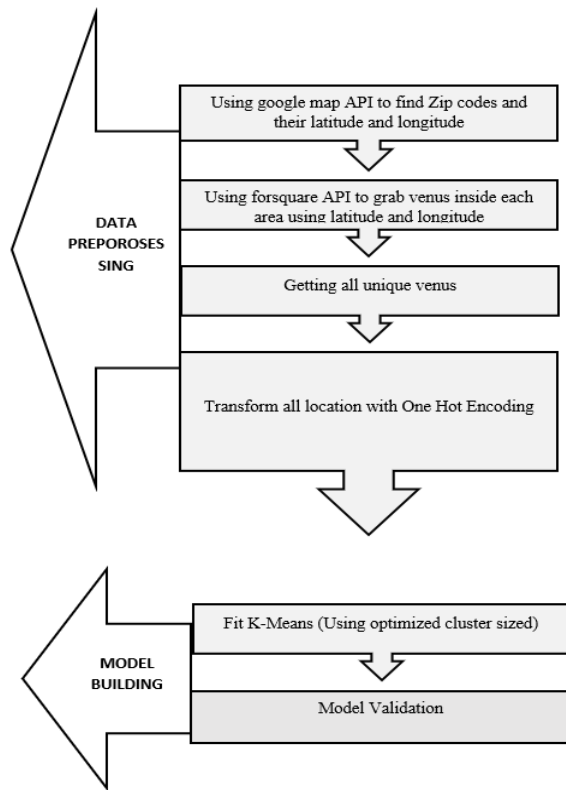 Using google map API to find Zip codes and
their latitude and longitude
Using forsquare API to grab venus inside each
area using latitude and longitude
DATA
PREPOROSES
SING
Getting all unique venus
Transform all location with One Hot Encoding
Fit K-Means (Using optimized cluster sized)
MODEL
BUILDING
Model Validation